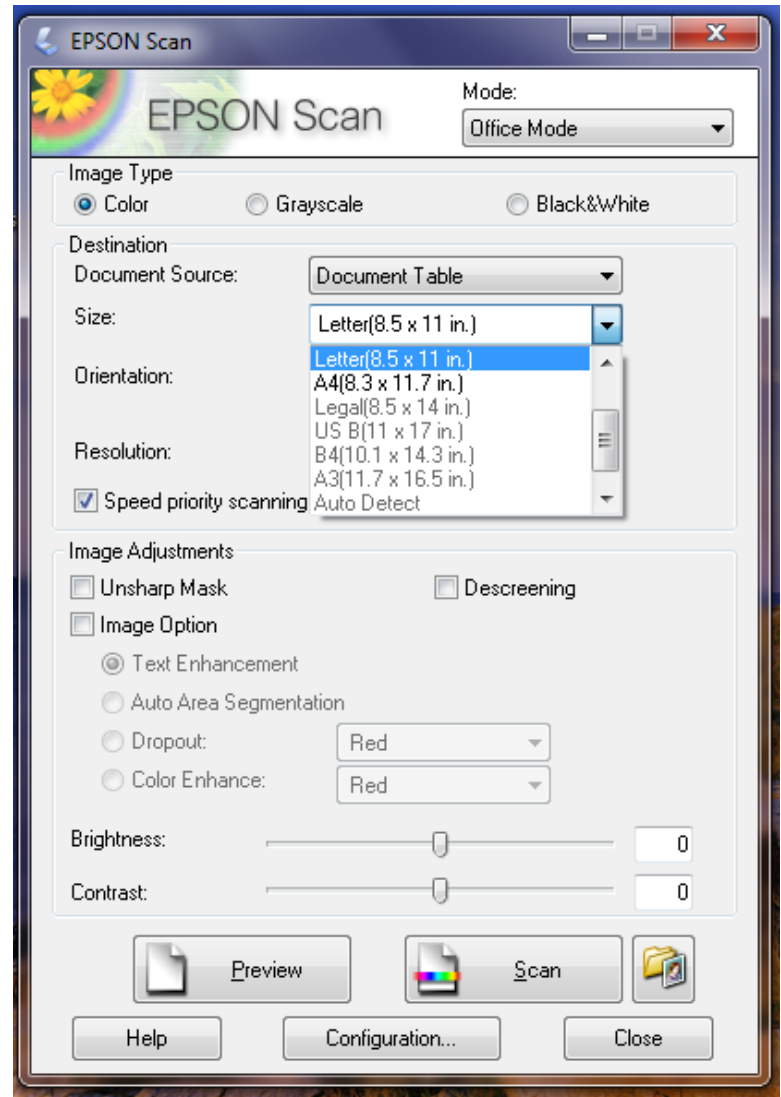 EPSON Scan
EPSON Scan
Mode:
Office Mode
Image Type
Color Grayscale Black&White
Destination
Document Source: Document Table
Size: Letter(8.5 x 11 in.)
Letter(8.5 x 11 in.)
Orientation: A4(8.3 x 11.7 in.)
Legal(8.5 x 14 in.)
US B(11 x 17 in.)
Resolution: B4(10.1 x 14.3 in.)
A3(11.7 x 16.5 in.)
Speed priority scanning Auto Detect
Image Adjustments
Unsharp Mask Descreening
Image Option
Text Enhancement
Auto Area Segmentation
Dropout: Red
Color Enhance: Red
Brightness: 0
Contrast: 0
Preview Scan
Help Configuration... Close